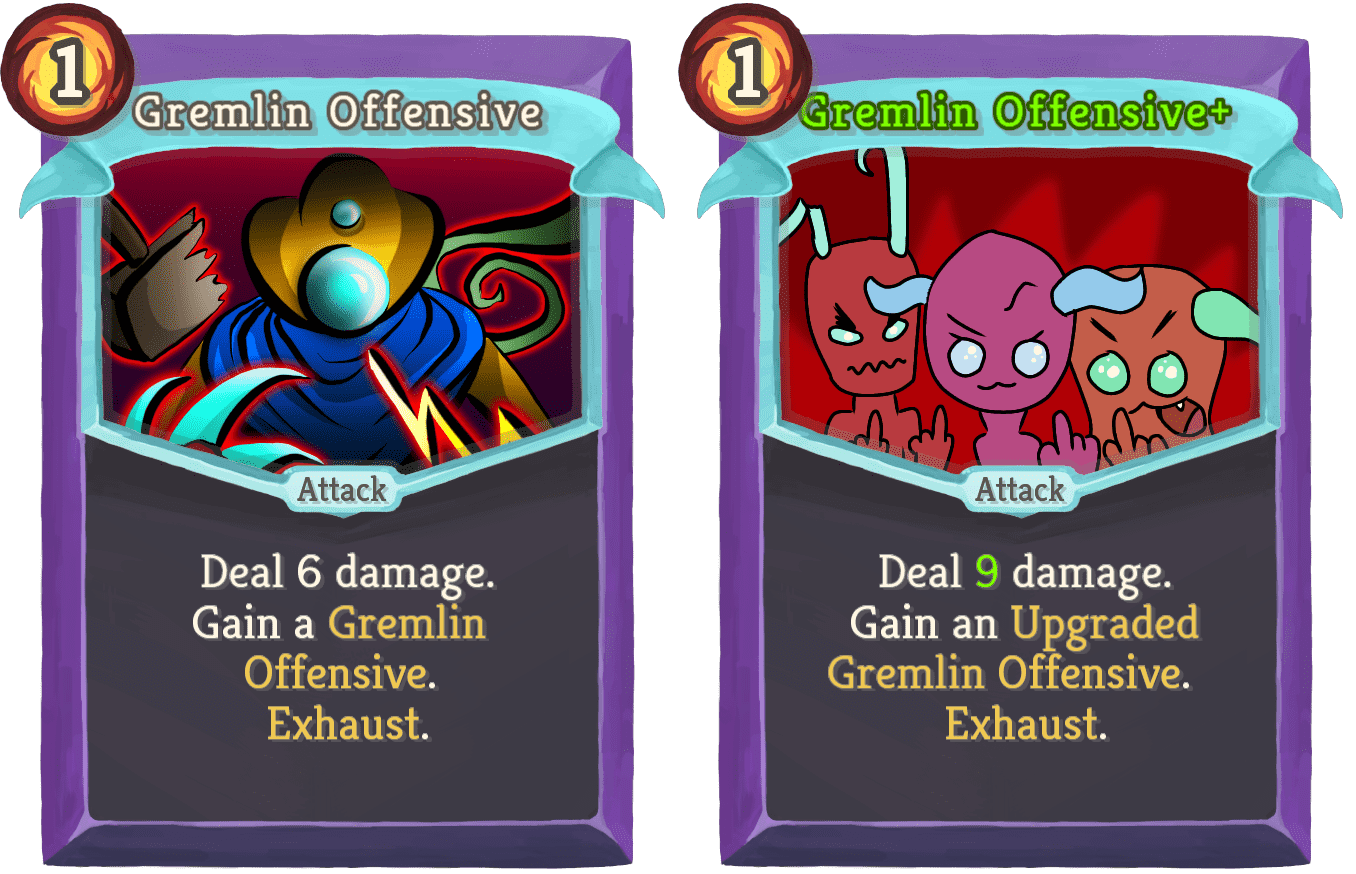 1
Gremlin Offensive
Attack
Deal 6 damage.
Gain a Gremlin
Offensive.
Exhaust.
1
Gremlin Offensive+
Attack
Deal 9 damage.
Gain an Upgraded
Gremlin Offensive.
Exhaust.